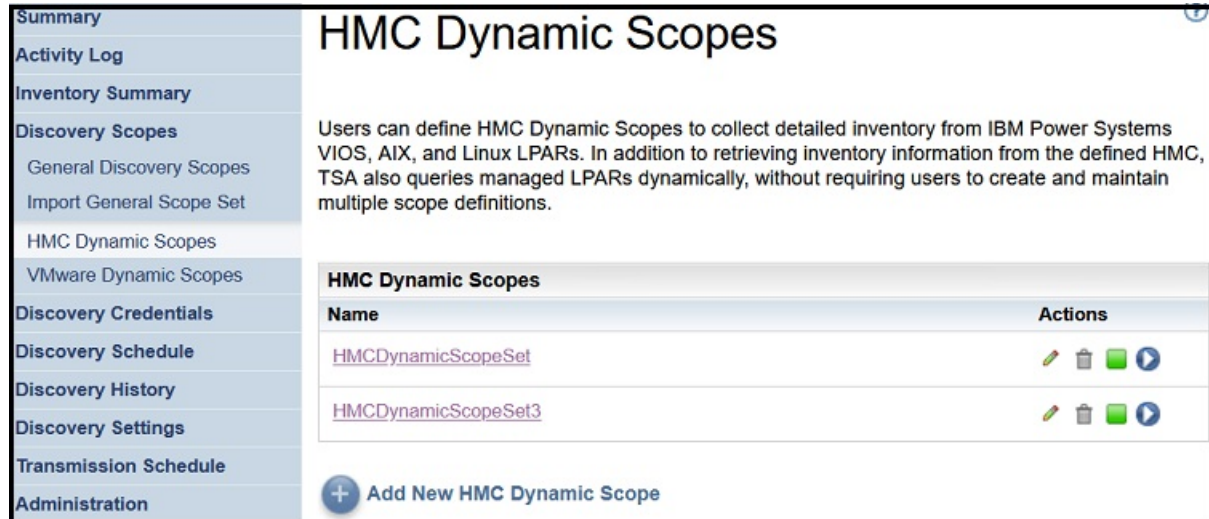 Summary
Activity Log
Inventory Summary
Discovery Scopes
General Discovery Scopes
Import General Scope Set
HMC Dynamic Scopes
VMware Dynamic Scopes
Discovery Credentials
Discovery Schedule
Discovery History
Discovery Settings
Transmission Schedule
Administration
?
HMC Dynamic Scopes
Users can define HMC Dynamic Scopes to collect detailed inventory from IBM Power Systems
VIOS, AIX, and Linux LPARs. In addition to retrieving inventory information from the defined HMC,
TSA also queries managed LPARs dynamically, without requiring users to create and maintain
multiple scope definitions.
HMC Dynamic Scopes
Name Actions
HMCDynamicScopeSet
HMCDynamicScopeSet3
Add New HMC Dynamic Scope